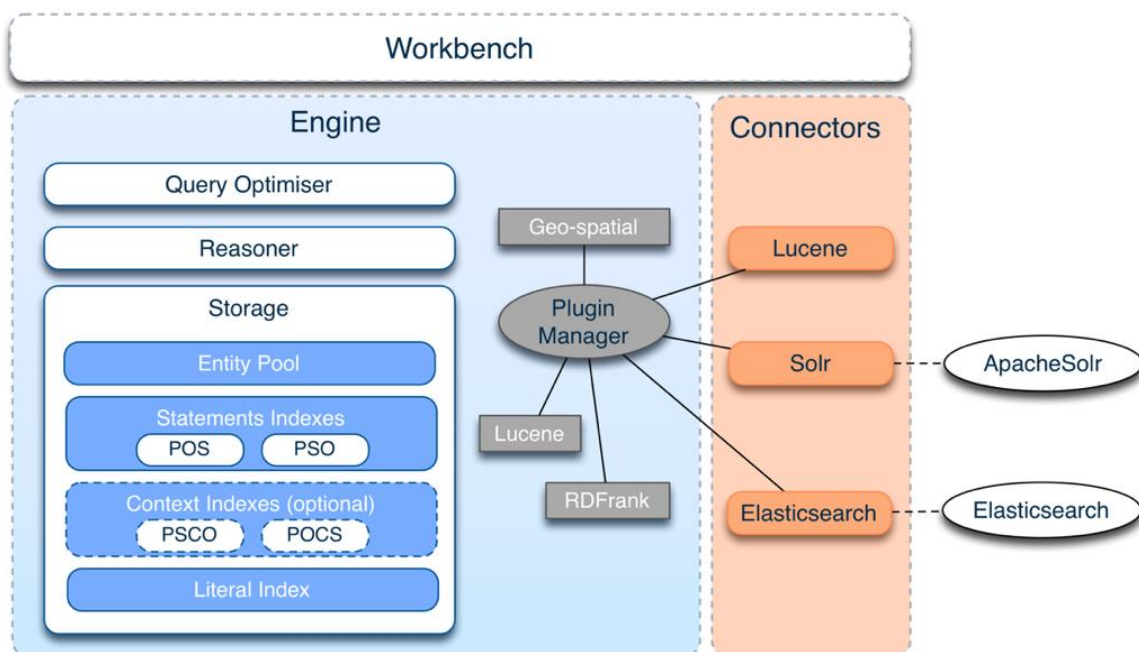 Workbench
Engine
Query Optimiser
Reasoner
Storage
Entity Pool
Statements Indexes
POS PSO
Context Indexes (optional)
PSCO POCS
Literal Index
Geo-spatial
Plugin
Manager
Lucene
RDFrank
Connectors
Lucene
Solr
Elasticsearch
ApacheSolr
Elasticsearch